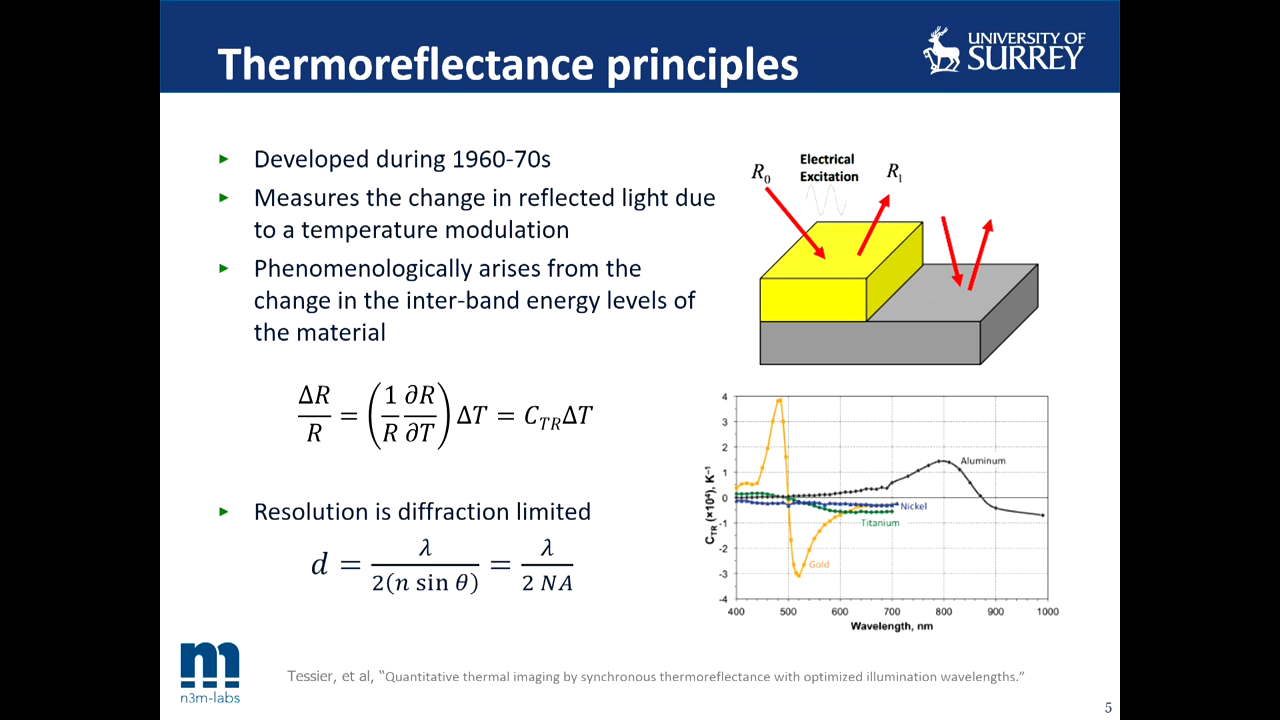 Thermoreflectance principles
UNIVERSITY OF
SURREY
Developed during 1960-70s
Measures the change in reflected light due
to a temperature modulation
Phenomenologically arises from the
change in the inter-band energy levels of
the material
ΔR/R = (1/R ∂R/∂T) ΔT = C_TR ΔT
Resolution is diffraction limited
d = λ/2(n sin θ) = λ/2 NA
R₀
Electrical
Excitation
R₁
4
3
2
1
0
-1
-2
-3
-4
C_TR (×10⁴), K⁻¹
Aluminum
Nickel
Titanium
Gold
400 500 600 700 800 900 1000
Wavelength, nm
m
n3m-labs
Tessier, et al, “Quantitative thermal imaging by synchronous thermoreflectance with optimized illumination wavelengths.”
5